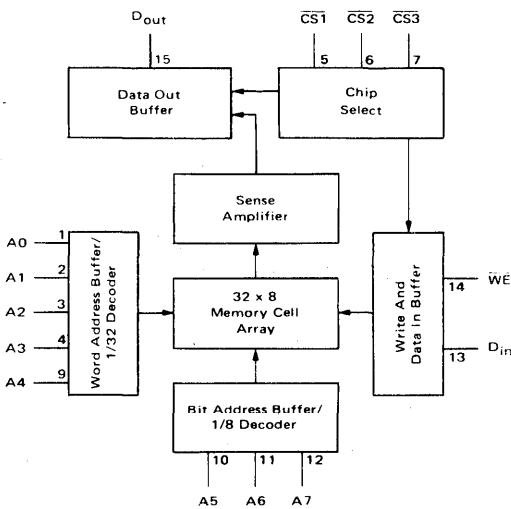 Dout
CS1 CS2 CS3
15 5 6 7
Data Out
Buffer
Chip
Select
Sense
Amplifier
A0 1
A1 2
A2 3
A3 4
A4 9
Word Address Buffer/
1/32 Decoder
32 x 8
Memory Cell
Array
Write And
Data In Buffer
14 WE
13 Din
Bit Address Buffer/
1/8 Decoder
10 11 12
A5 A6 A7